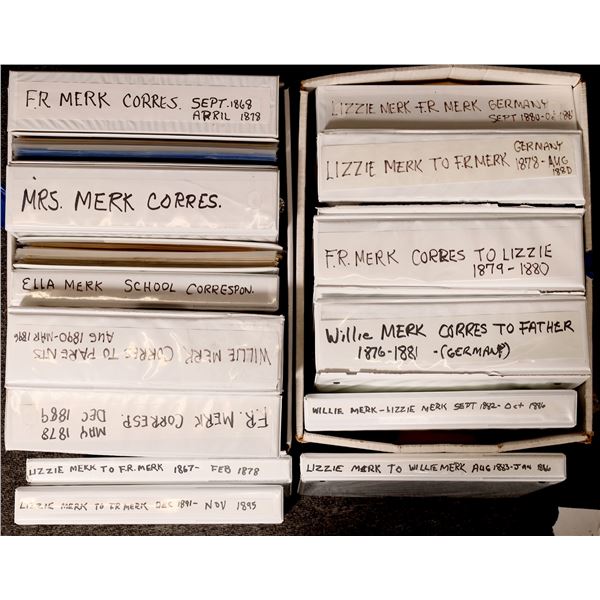 F.R MERK CORRES. SEPT. 1868
APRIL 1878
MRS. MERK CORRES.
ELLA MERK SCHOOL CORRESPON.
WILLIE MERK CORRES TO PARENTS
AUG 1890-MAR 1896
F.R. MERK CORRESP.
MAY 1878
DEC 1889
LIZZIE MERK TO F.R. MERK 1867- FEB 1878
LIZZIE MERK TO F.R MERK DEC 1891- NOV 1895
LIZZIE MERK-F.R. MERK GERMANY
SEPT 1880-
LIZZIE MERK TO F.R. MERK GERMANY
1878-AUG
1880
F.R. MERK CORRES TO LIZZIE
1879-1880
Willie MERK CORRES TO FATHER
1876-1881 -(GERMANY)
WILLIE MERK-LIZZIE MERK SEPT 1882- Oct 1886
LIZZIE MERK TO WILLIE MERK AUG 1883-JAN